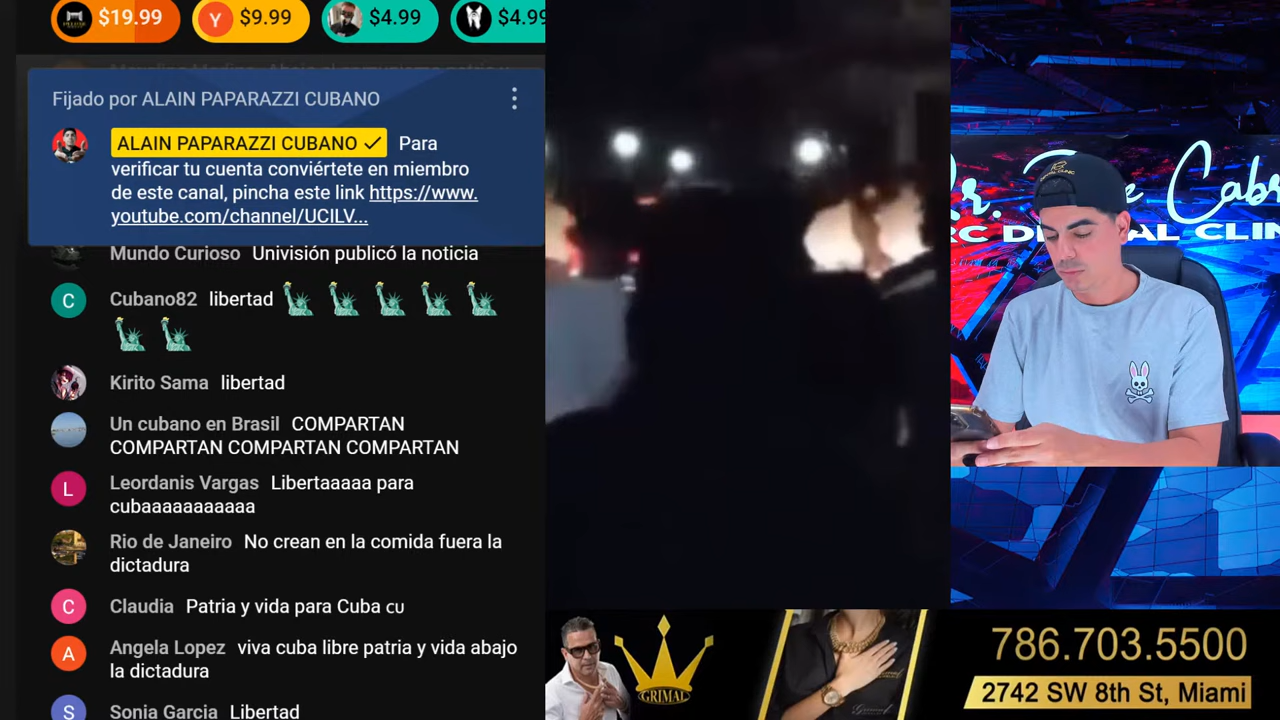 $19.99
Y $9.99
$4.99
$4.99
Fijado por ALAIN PAPARAZZI CUBANO
ALAIN PAPARAZZI CUBANO Para
verificar tu cuenta conviértete en miembro
de este canal, pincha este link https://www.
youtube.com/channel/UCILV...
Mundo Curioso Univisión publicó la noticia
C Cubano82 libertad
Kirito Sama libertad
Un cubano en Brasil COMPARTAN
COMPARTAN COMPARTAN COMPARTAN
L Leordanis Vargas Libertaaaaa para
cubaaaaaaaaaaa
Rio de Janeiro No crean en la comida fuera la
dictadura
C Claudia Patria y vida para Cuba CU
A Angela Lopez viva cuba libre patria y vida abajo
la dictadura
S Sonia Garcia Libertad
GRIMAL
786.703.5500
2742 SW 8th St, Miami